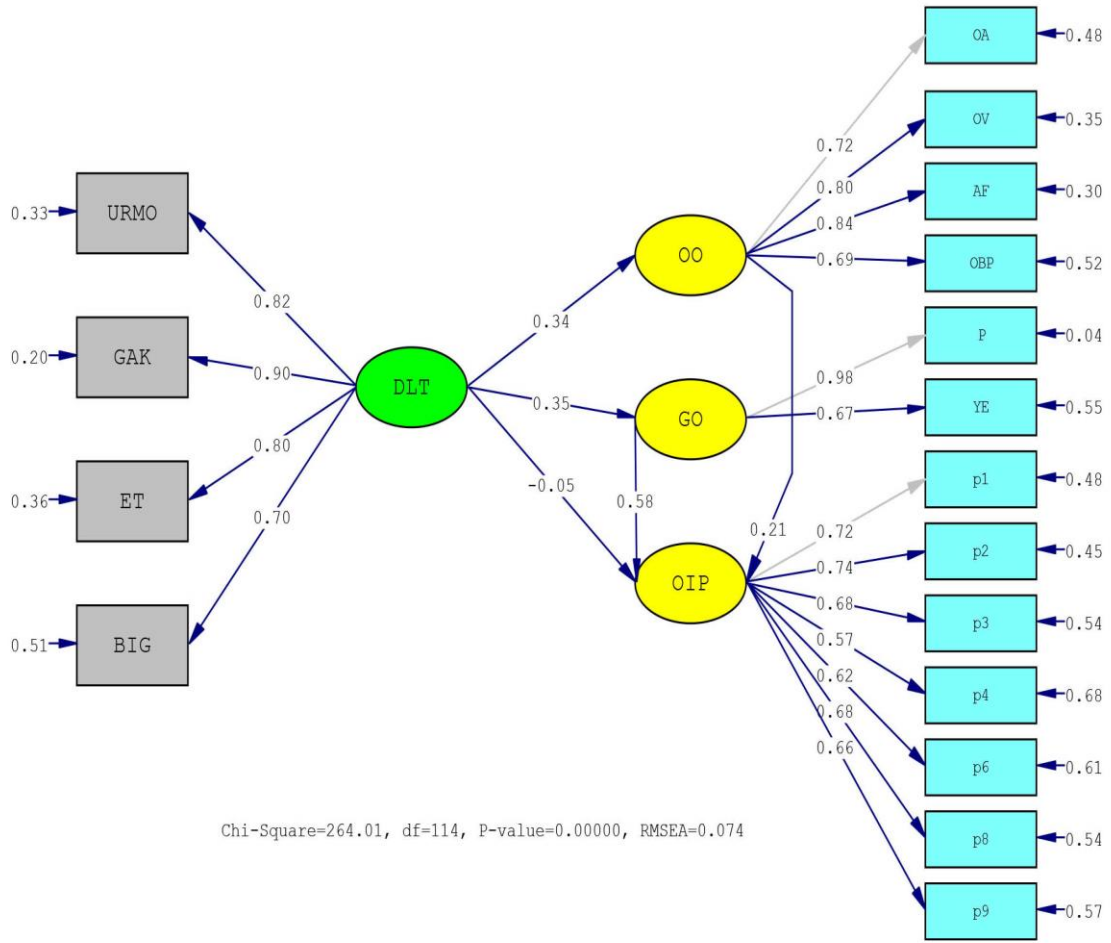 OA
0.48
OV
0.35
0.72
AF
0.30
0.80
0.33
URMO
0.84
OO
0.69
OBP
0.52
0.82
0.34
P
0.04
0.20
GAK
0.90
DLT
0.98
0.35
GO
0.67
YE
0.55
0.80
p1
0.48
-0.05
0.58
0.36
ET
0.70
0.21
0.72
p2
0.45
0.74
OIP
0.68
p3
0.54
0.57
0.51
BIG
0.62
p4
0.68
0.68
0.66
p6
0.61
Chi-Square=264.01, df=114, P-value=0.00000, RMSEA=0.074
p8
0.54
p9
0.57